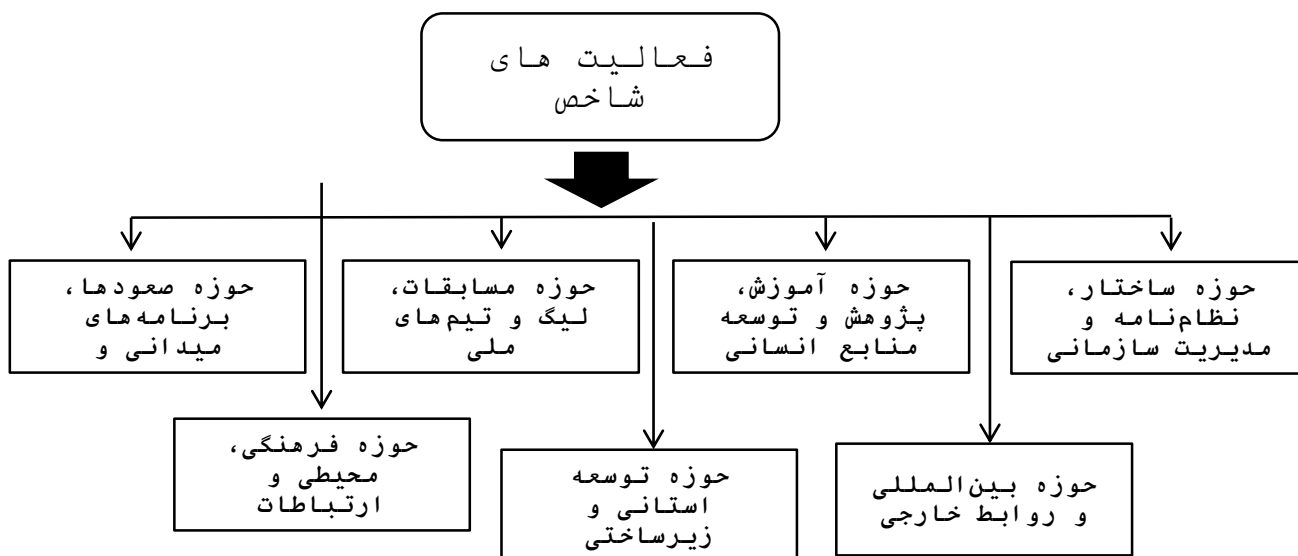 فعالیت های
شاخص
حوزه ساختار،
نظام‌نامه و
مدیریت سازمانی
حوزه آموزش،
پژوهش و توسعه
منابع انسانی
حوزه مسابقات،
لیگ و تیم‌های
ملی
حوزه صعودها،
برنامه‌های
میدانی و
حوزه بین‌المللی
و روابط خارجی
حوزه توسعه
استانی و
زیرساختی
حوزه فرهنگی،
محیطی و
ارتباطات